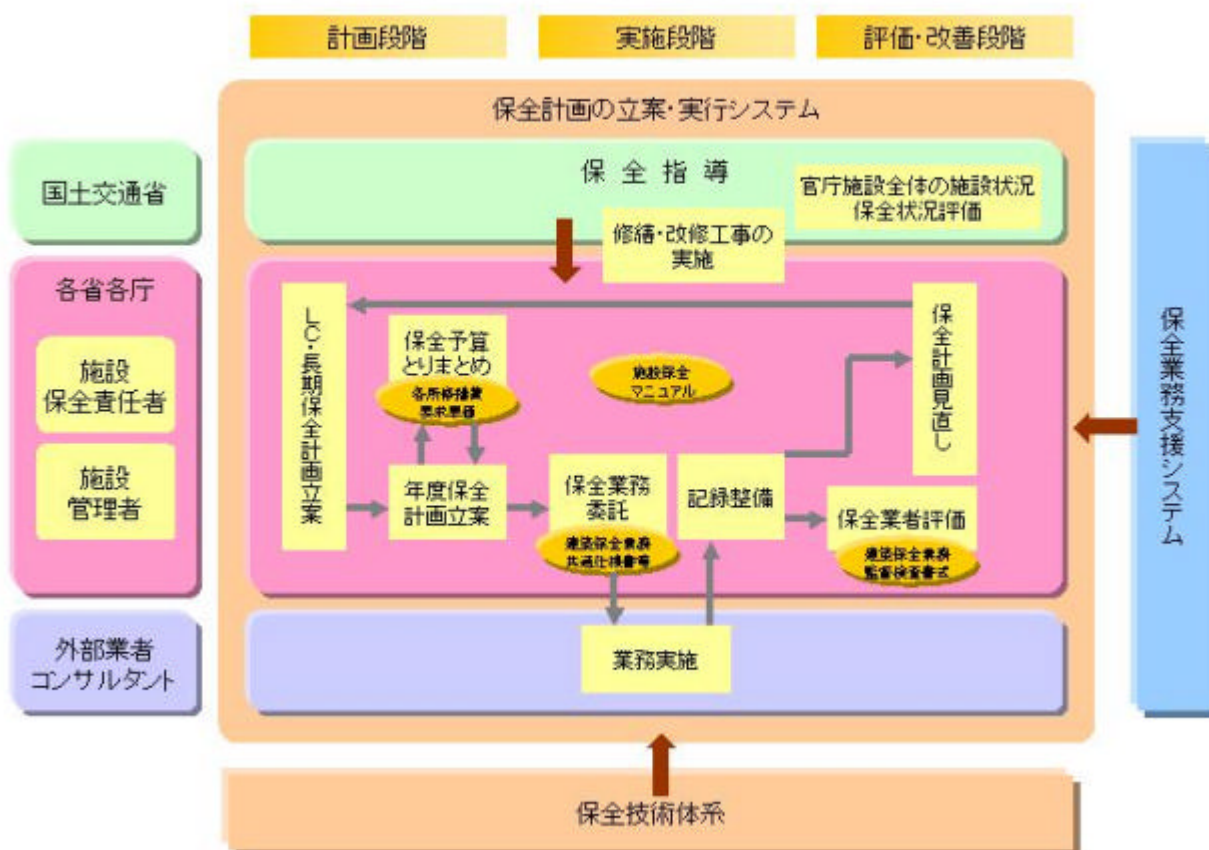 計画段階
実施段階
評価・改善段階
保全計画の立案・実行システム
国土交通省
保全指導
官庁施設全体の施設状況
保全状況評価
修繕・改修工事の
実施
各省各庁
施設
保全責任者
施設
管理者
LC・長期保全計画立案
保全予算
とりまとめ
各所修繕費
要求単価
施設保全
マニュアル
保全計画見直し
年度保全
計画立案
保全業務
委託
建築保全業務
共通仕様書等
記録整備
保全業者評価
建築保全業務
監督検査書式
外部業者
コンサルタント
業務実施
保全業務支援システム
保全技術体系